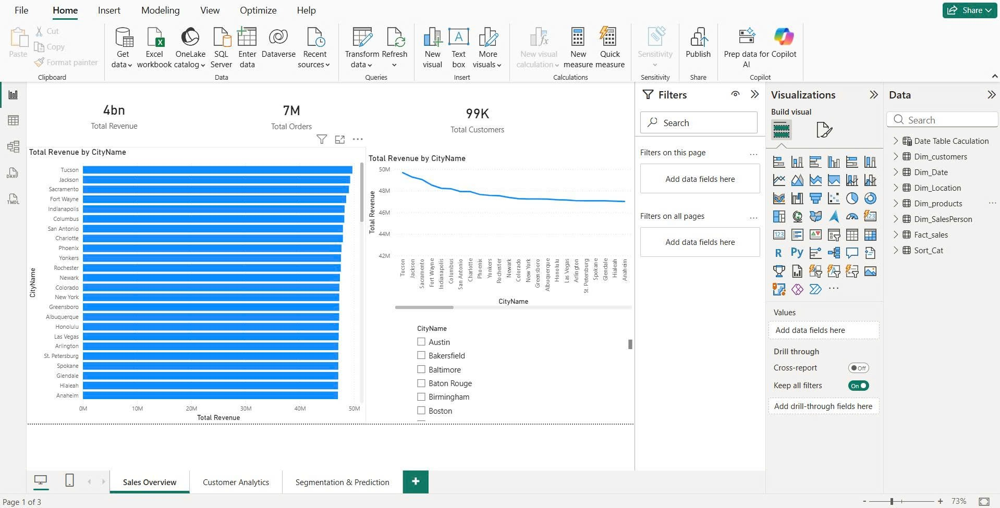 File Home Insert Modeling View Optimize Help Share
Paste
Cut
Copy
Format painter
Clipboard
Get data
Excel workbook
OneLake catalog
SQL Server
Enter data
Dataverse
Recent sources
Data
Transform data
Refresh
Queries
New visual
Text box
More visuals
Insert
New visual calculation
New measure
Quick measure
Calculations
Sensitivity
Sensitivity
Publish
Share
Prep data for AI
Copilot
Copilot
DAX
TMDL
4bn
Total Revenue
7M
Total Orders
99K
Total Customers
Total Revenue by CityName
CityName
Tucson
Jackson
Sacramento
Fort Wayne
Indianapolis
Columbus
San Antonio
Charlotte
Phoenix
Yonkers
Rochester
Newark
Colorado
New York
Greensboro
Albuquerque
Honolulu
Las Vegas
Arlington
St. Petersburg
Spokane
Glendale
Hialeah
Anaheim
0M 10M 20M 30M 40M 50M
Total Revenue
Total Revenue by CityName
Total Revenue
50M
48M
46M
44M
42M
Tucson
Jackson
Sacramento
Fort Wayne
Indianapolis
Columbus
San Antonio
Charlotte
Phoenix
Yonkers
Rochester
Newark
Colorado
New York
Greensboro
Albuquerque
Honolulu
Las Vegas
Arlington
St. Petersburg
Spokane
Glendale
Hialeah
Anaheim
CityName
CityName
Austin
Bakersfield
Baltimore
Baton Rouge
Birmingham
Boston
Filters
Search
Filters on this page
Add data fields here
Filters on all pages
Add data fields here
Visualizations
Build visual
123
123
R Py
Values
Add data fields here
Drill through
Cross-report Off
Keep all filters On
Add drill-through fields here
Data
Search
Date Table Caculation
Dim_customers
Dim_Date
Dim_Location
Dim_products
Dim_SalesPerson
Fact_sales
Sort_Cat
Sales Overview Customer Analytics Segmentation & Prediction +
Page 1 of 3
- + 73%